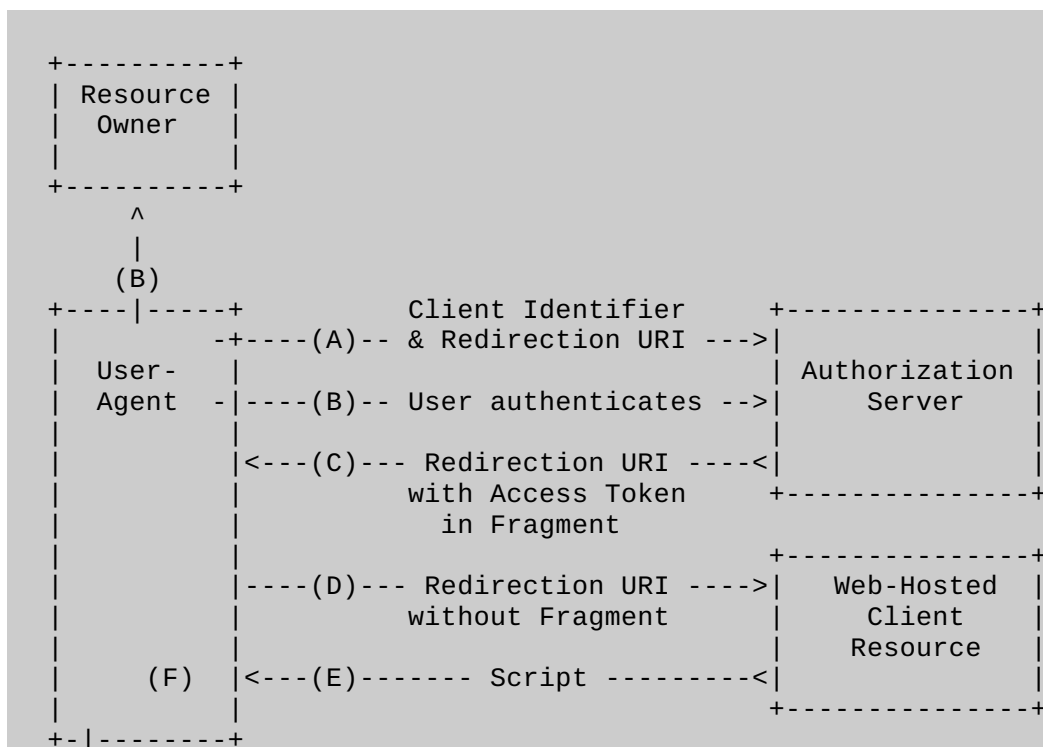 +----------+
| Resource |
|  Owner   |
|          |
+----------+
     ^
     |
    (B)
+----|-----+          Client Identifier     +---------------+
|         -+----(A)-- & Redirection URI --->|               |
|  User-   |                                | Authorization |
|  Agent  -|----(B)-- User authenticates -->|     Server    |
|          |                                |               |
|          |<---(C)--- Redirection URI ----<|               |
|          |          with Access Token     +---------------+
|          |            in Fragment
|          |                                +---------------+
|          |----(D)--- Redirection URI ---->|   Web-Hosted  |
|          |          without Fragment      |     Client    |
|          |                                |    Resource   |
|     (F)  |<---(E)------- Script ---------<|               |
|          |                                +---------------+
+-|--------+